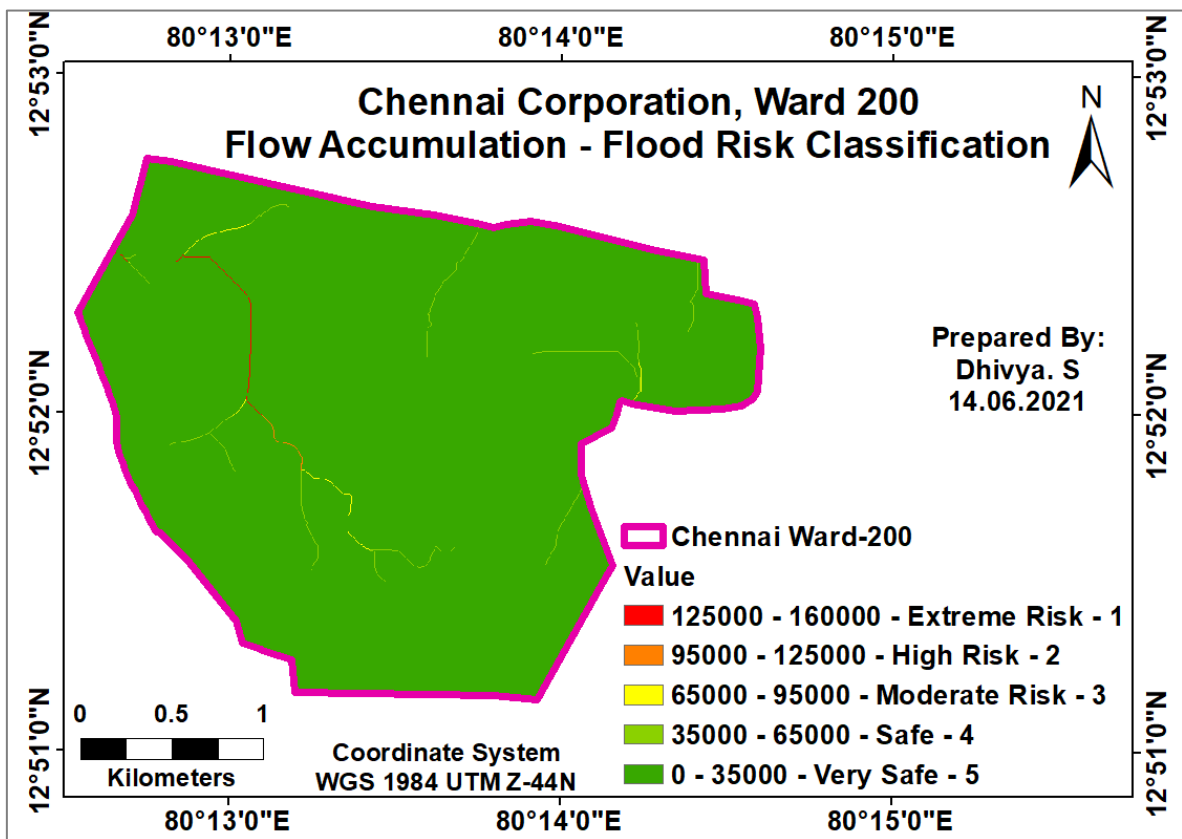 80°13'0"E 80°14'0"E 80°15'0"E
12°53'0"N
12°53'0"N
Chennai Corporation, Ward 200
Flow Accumulation - Flood Risk Classification
N
Prepared By:
Dhivya. S
14.06.2021
12°52'0"N
12°52'0"N
Chennai Ward-200
Value
125000 - 160000 - Extreme Risk - 1
95000 - 125000 - High Risk - 2
65000 - 95000 - Moderate Risk - 3
35000 - 65000 - Safe - 4
0 - 35000 - Very Safe - 5
0 0.5 1
Kilometers
Coordinate System
WGS 1984 UTM Z-44N
12°51'0"N
12°51'0"N
80°13'0"E 80°14'0"E 80°15'0"E